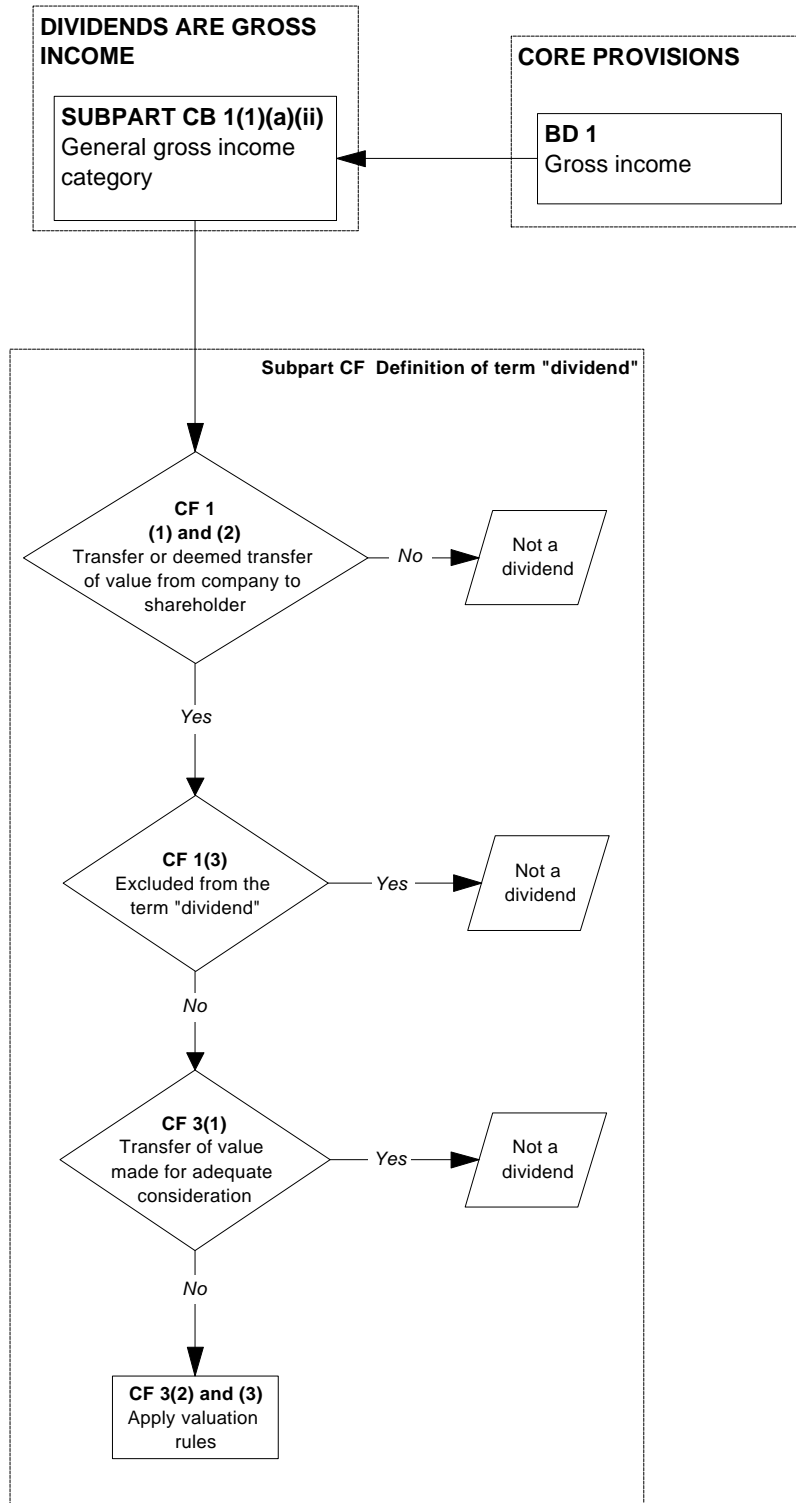 DIVIDENDS ARE GROSS
INCOME
SUBPART CB 1(1)(a)(ii)
General gross income
category
CORE PROVISIONS
BD 1
Gross income
Subpart CF  Definition of term "dividend"
CF 1
(1) and (2)
Transfer or deemed transfer
of value from company to
shareholder
No
Not a
dividend
Yes
CF 1(3)
Excluded from the
term "dividend"
Yes
Not a
dividend
No
CF 3(1)
Transfer of value
made for adequate
consideration
Yes
Not a
dividend
No
CF 3(2) and (3)
Apply valuation
rules